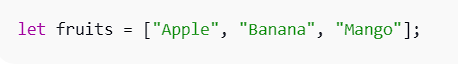 let fruits = ["Apple", "Banana", "Mango"];